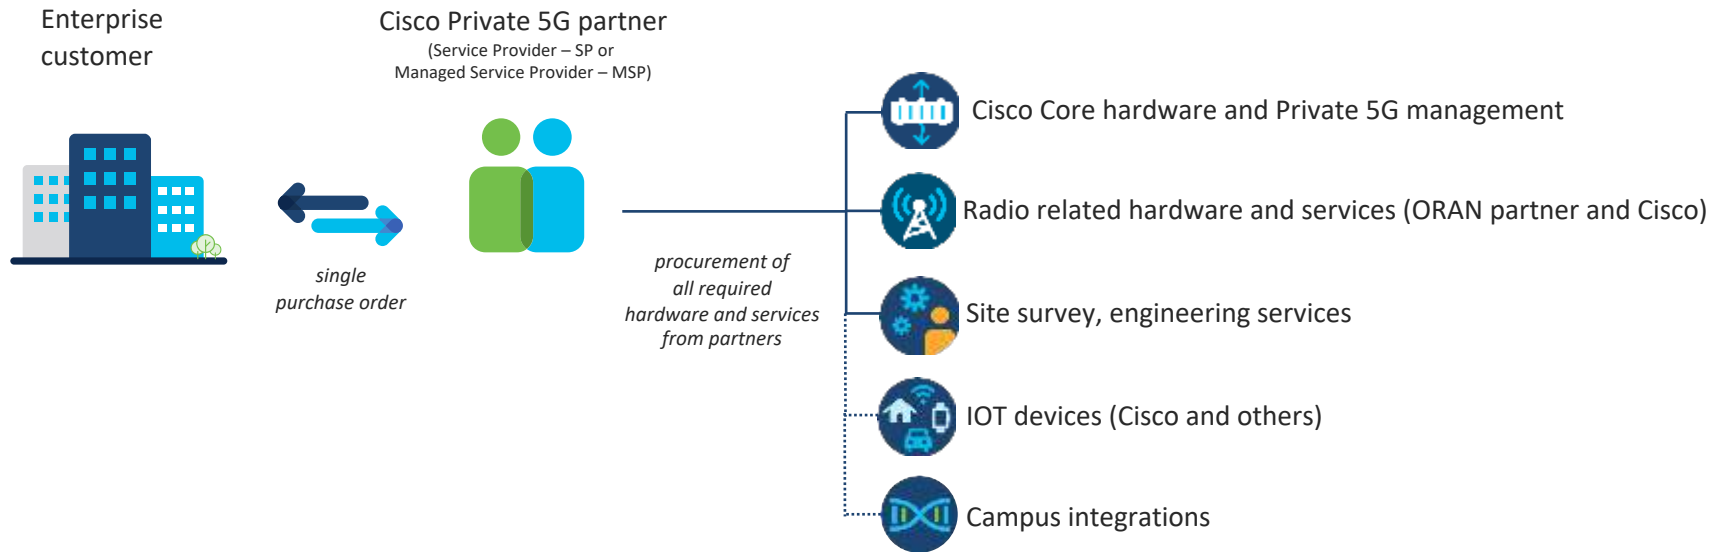 Enterprise
customer
Cisco Private 5G partner
(Service Provider – SP or
Managed Service Provider – MSP)
single
purchase order
procurement of
all required
hardware and services
from partners
Cisco Core hardware and Private 5G management
Radio related hardware and services (ORAN partner and Cisco)
Site survey, engineering services
IOT devices (Cisco and others)
Campus integrations